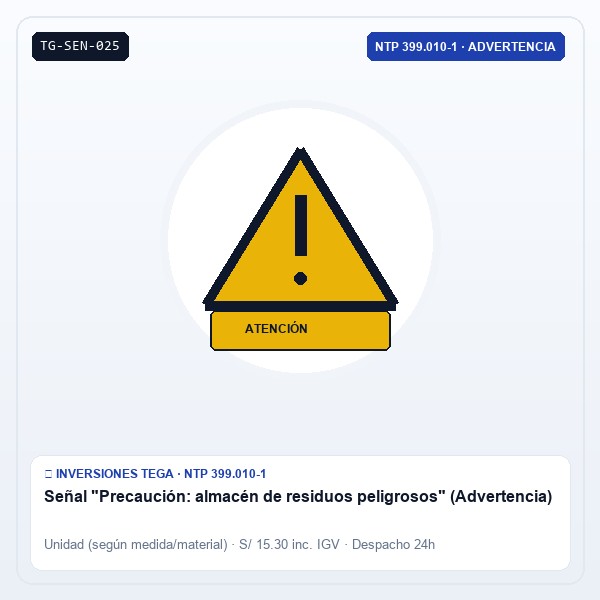 TG-SEN-025
NTP 399.010-1 · ADVERTENCIA
ATENCIÓN
INVERSIONES TEGA · NTP 399.010-1
Señal "Precaución: almacén de residuos peligrosos" (Advertencia)
Unidad (según medida/material) · S/ 15.30 inc. IGV · Despacho 24h